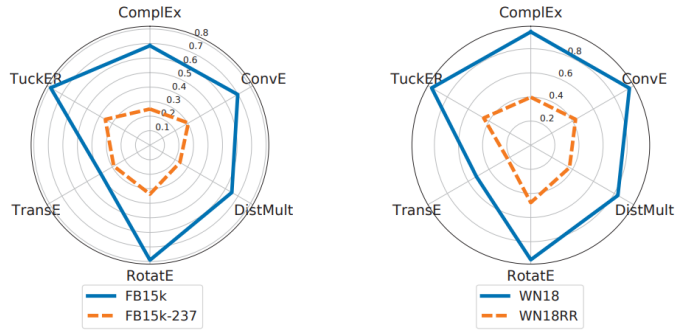 ComplEx
0.8
0.7
0.6
0.5
0.4
0.3
0.2
0.1
TuckER
ConvE
TransE
DistMult
RotatE
FB15k
FB15k-237
ComplEx
0.8
0.6
0.4
0.2
TuckER
ConvE
TransE
DistMult
RotatE
WN18
WN18RR